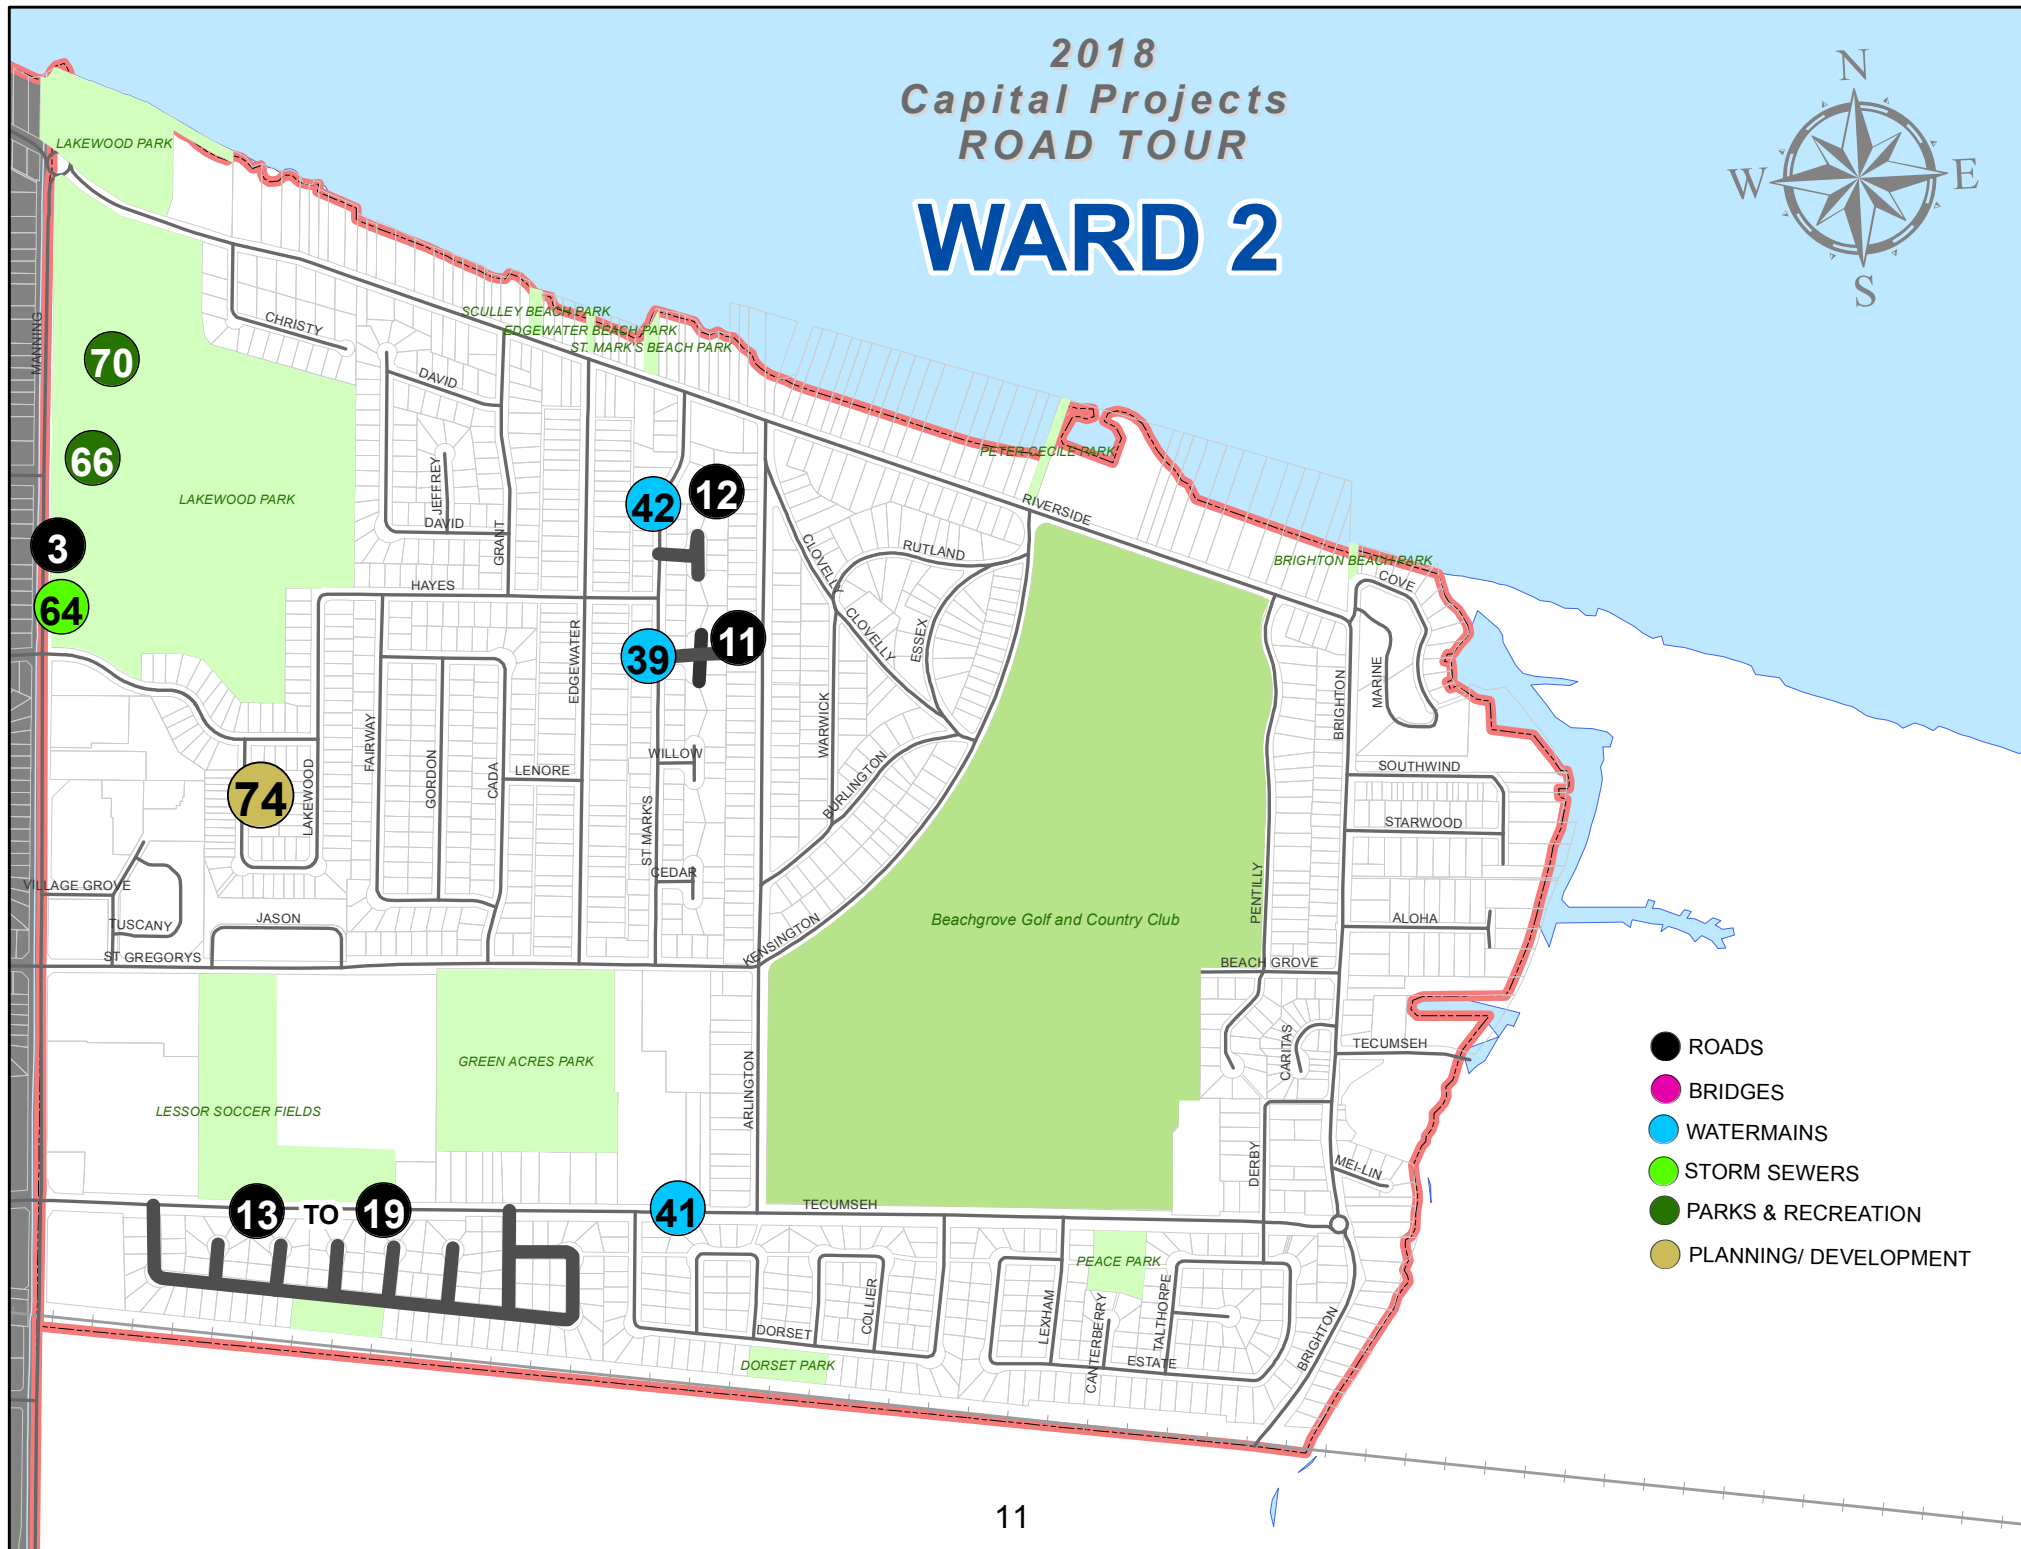 2018
Capital Projects
ROAD TOUR
WARD 2
N
W
E
S
LAKEWOOD PARK
MANNING
CHRISTY
SCULLEY BEACH PARK
EDGEWATER BEACH PARK
ST. MARK'S BEACH PARK
70
DAVID
66
LAKEWOOD PARK
JEFFREY
DAVID
GRANT
42
12
PETER CECILE PARK
RIVERSIDE
3
64
HAYES
CLOVELLY
RUTLAND
CLOVELLY
ESSEX
BRIGHTON BEACH PARK
COVE
MARINE
BRIGHTON
EDGEWATER
39
11
WARWICK
FAIRWAY
GORDON
CADA
LENORE
WILLOW
BURLINGTON
SOUTHWIND
STARWOOD
74
LAKEWOOD
ST MARK'S
CEDAR
VILLAGE GROVE
TUSCANY
JASON
ST GREGORYS
KENSINGTON
Beachgrove Golf and Country Club
PENTILLY
ALOHA
BEACH GROVE
CARITAS
TECUMSEH
GREEN ACRES PARK
ARLINGTON
LESSOR SOCCER FIELDS
DERBY
MEI-LIN
13 TO 19
41
TECUMSEH
PEACE PARK
COLLIER
DORSET
LEXHAM
CANTERBERRY
TALTHORPE
ESTATE
BRIGHTON
DORSET PARK
ROADS
BRIDGES
WATERMAINS
STORM SEWERS
PARKS & RECREATION
PLANNING/ DEVELOPMENT
11